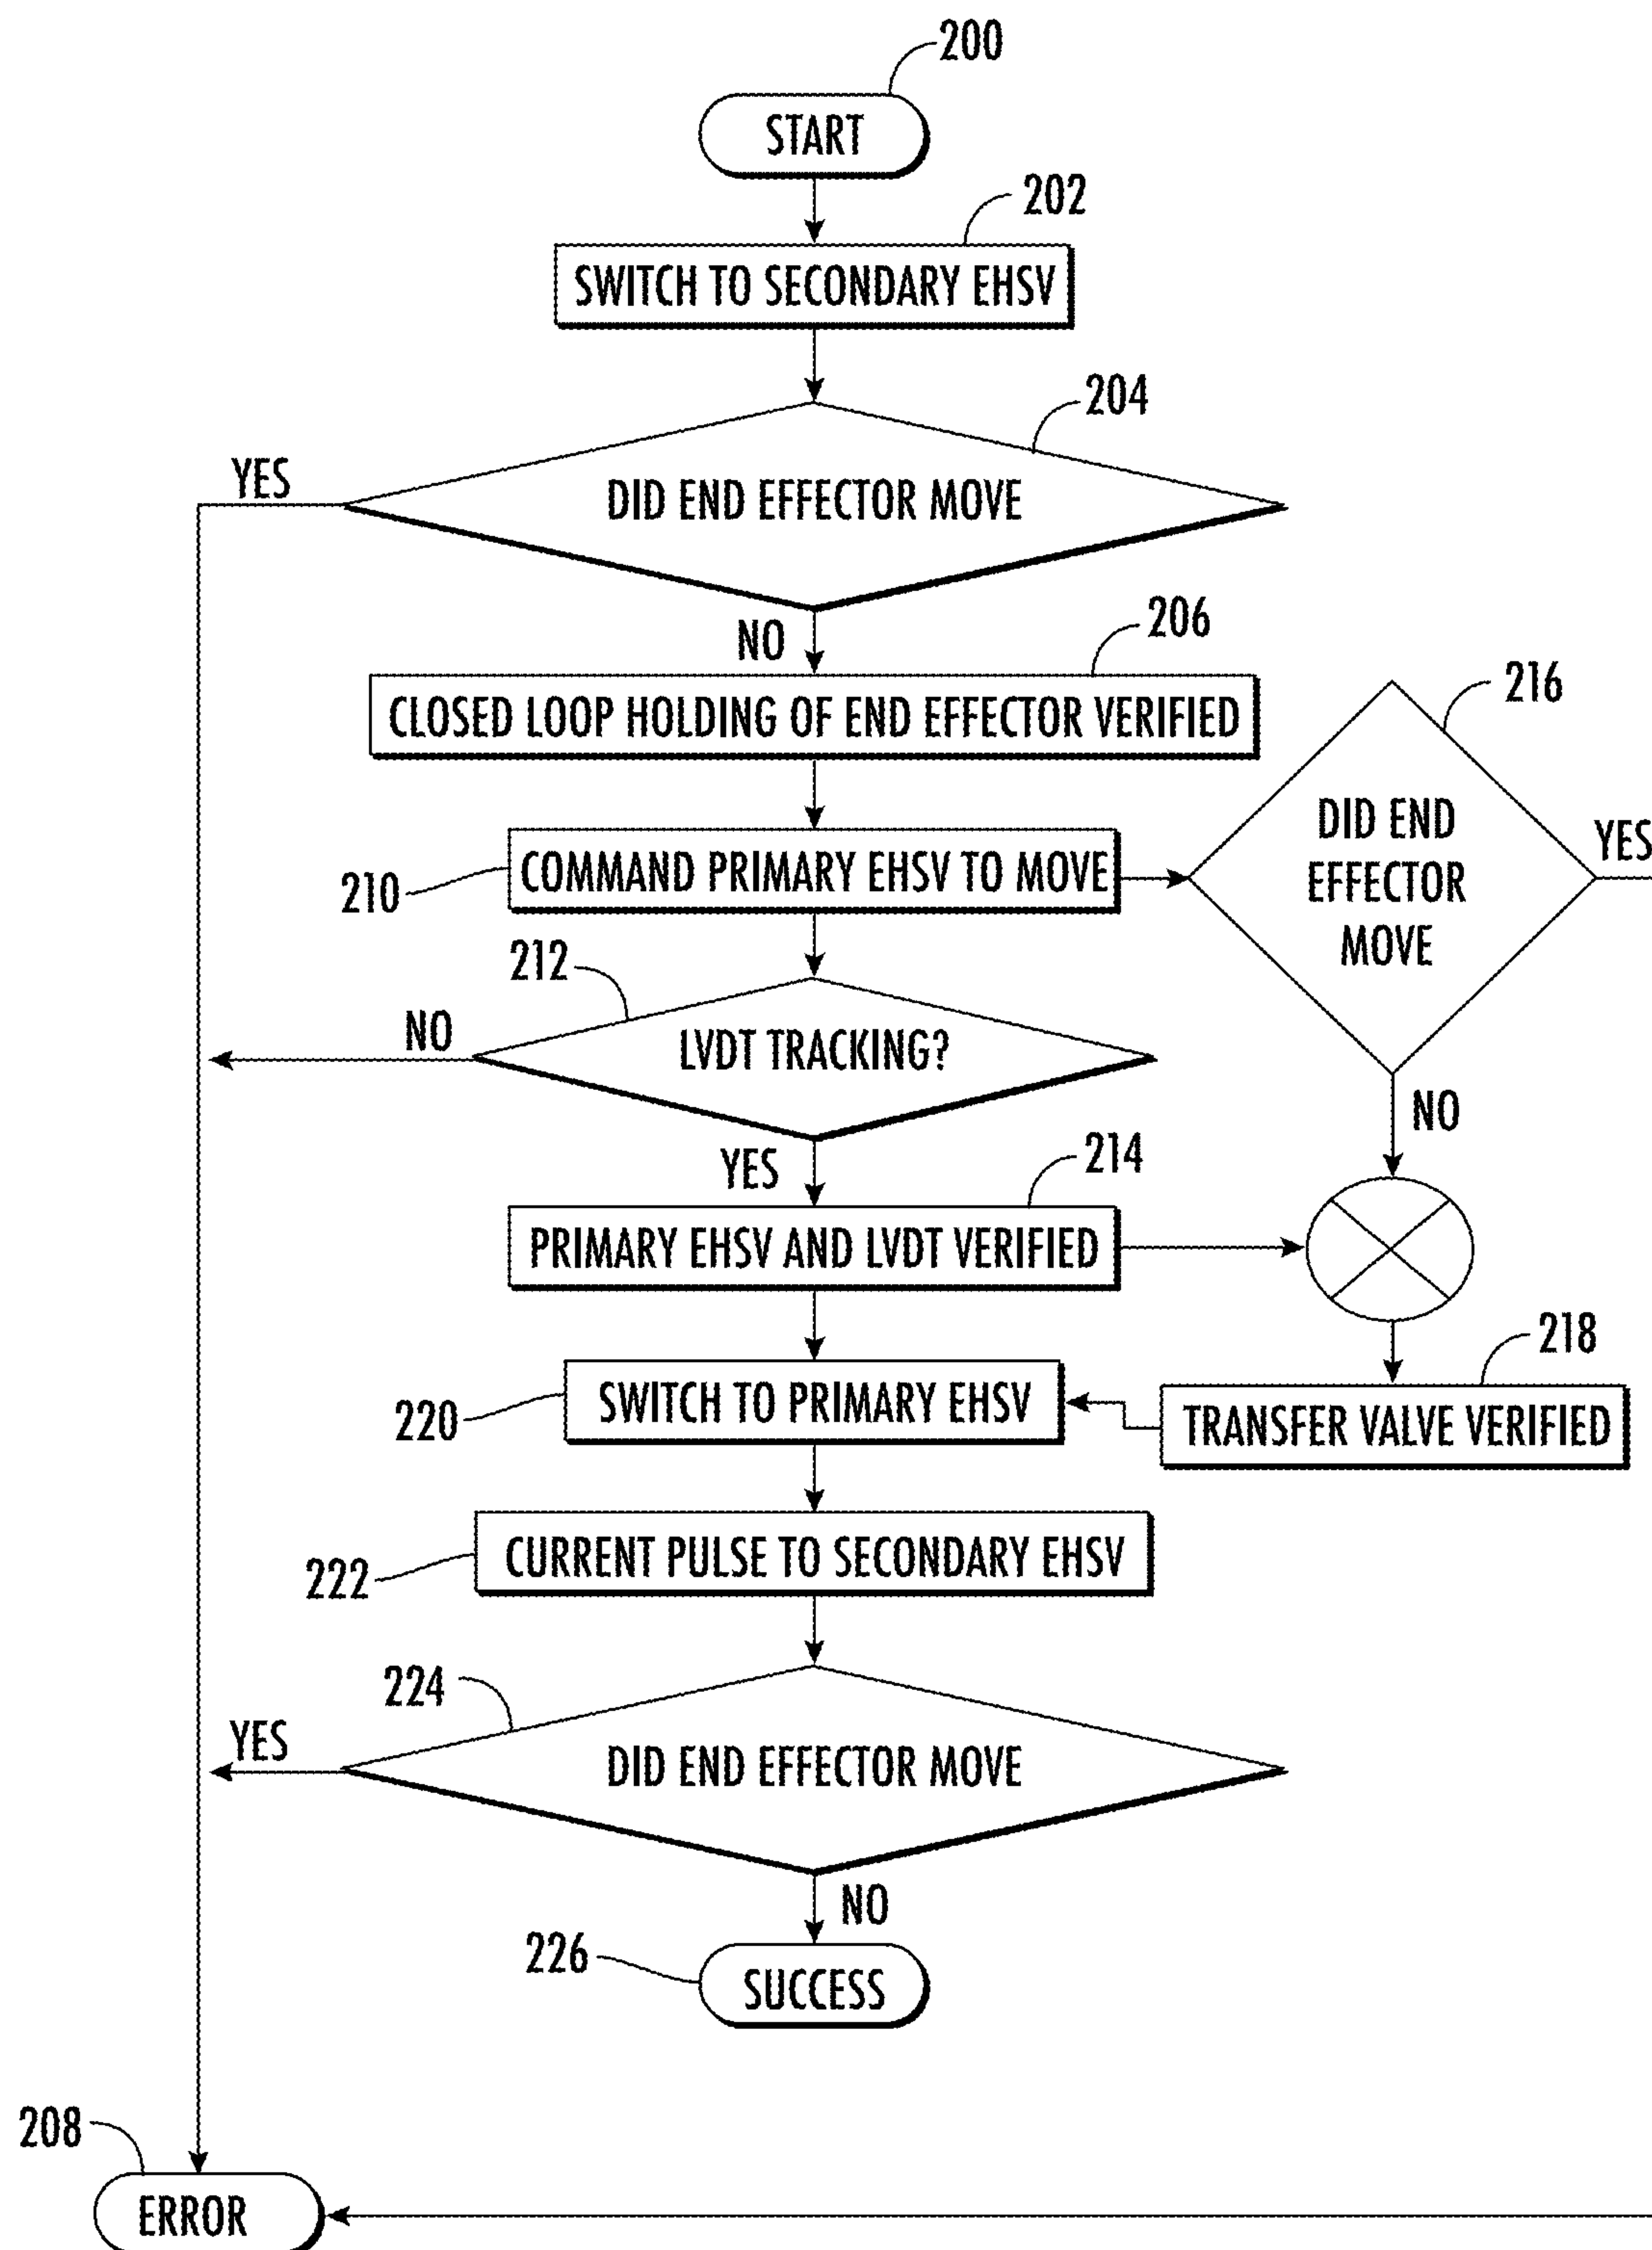 200
START
202
SWITCH TO SECONDARY EHSV
204
YES
DID END EFFECTOR MOVE
NO
206
CLOSED LOOP HOLDING OF END EFFECTOR VERIFIED
216
DID END
EFFECTOR
MOVE
YES
210
COMMAND PRIMARY EHSV TO MOVE
212
NO
LVDT TRACKING?
NO
YES
214
PRIMARY EHSV AND LVDT VERIFIED
218
220
SWITCH TO PRIMARY EHSV
TRANSFER VALVE VERIFIED
222
CURRENT PULSE TO SECONDARY EHSV
224
YES
DID END EFFECTOR MOVE
NO
226
SUCCESS
208
ERROR